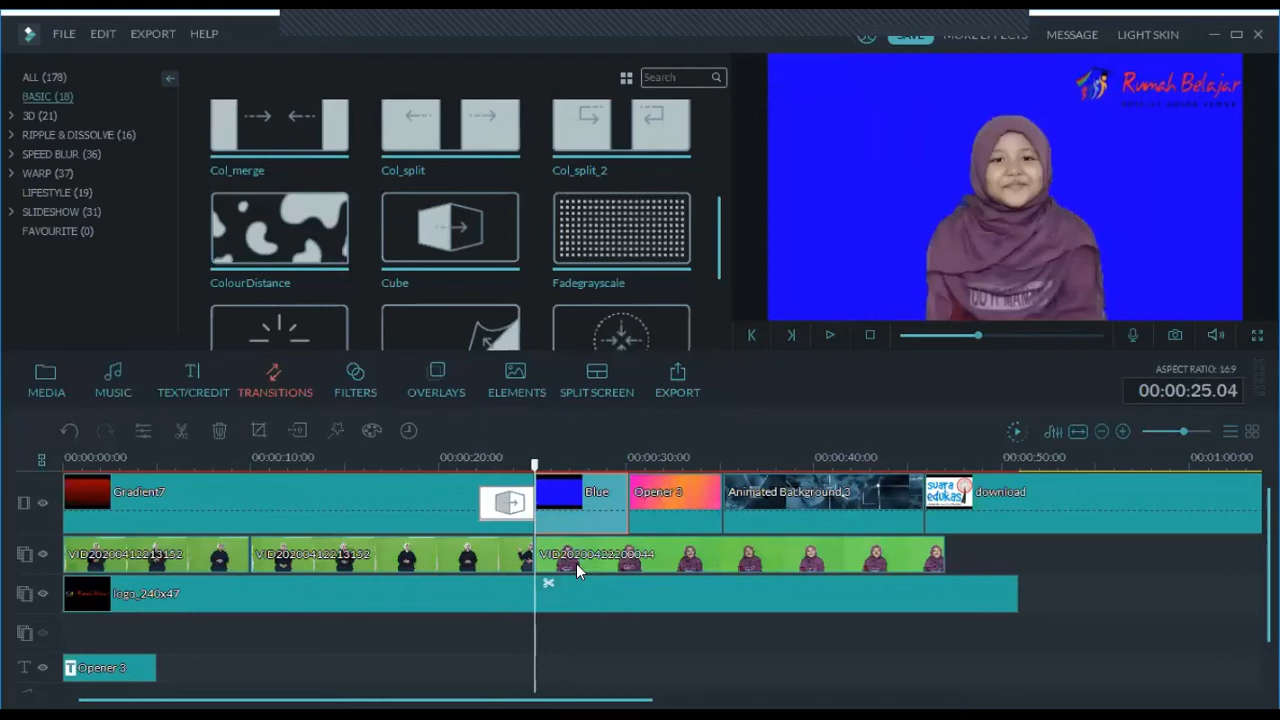 FILE EDIT EXPORT HELP
SAVE MORE EFFECTS MESSAGE LIGHT SKIN
ALL (178)
BASIC (18)
3D (21)
RIPPLE & DISSOLVE (16)
SPEED BLUR (36)
WARP (37)
LIFESTYLE (19)
SLIDESHOW (31)
FAVOURITE (0)
Search
Col_merge
Col_split
Col_split_2
ColourDistance
Cube
Fadegrayscale
Rumah Belajar
MEDIA MUSIC TEXT/CREDIT TRANSITIONS FILTERS OVERLAYS ELEMENTS SPLIT SCREEN EXPORT
ASPECT RATIO: 16:9
00:00:25.04
00:00:00:00 00:00:10:00 00:00:20:00 00:00:30:00 00:00:40:00 00:00:50:00 00:01:00:00
Gradient7 Blue Opener 3 Animated Background 3 suara edukasi download
VID20200412213152 VID20200412213152 VID20200422200044
logo_240x47
T Opener 3